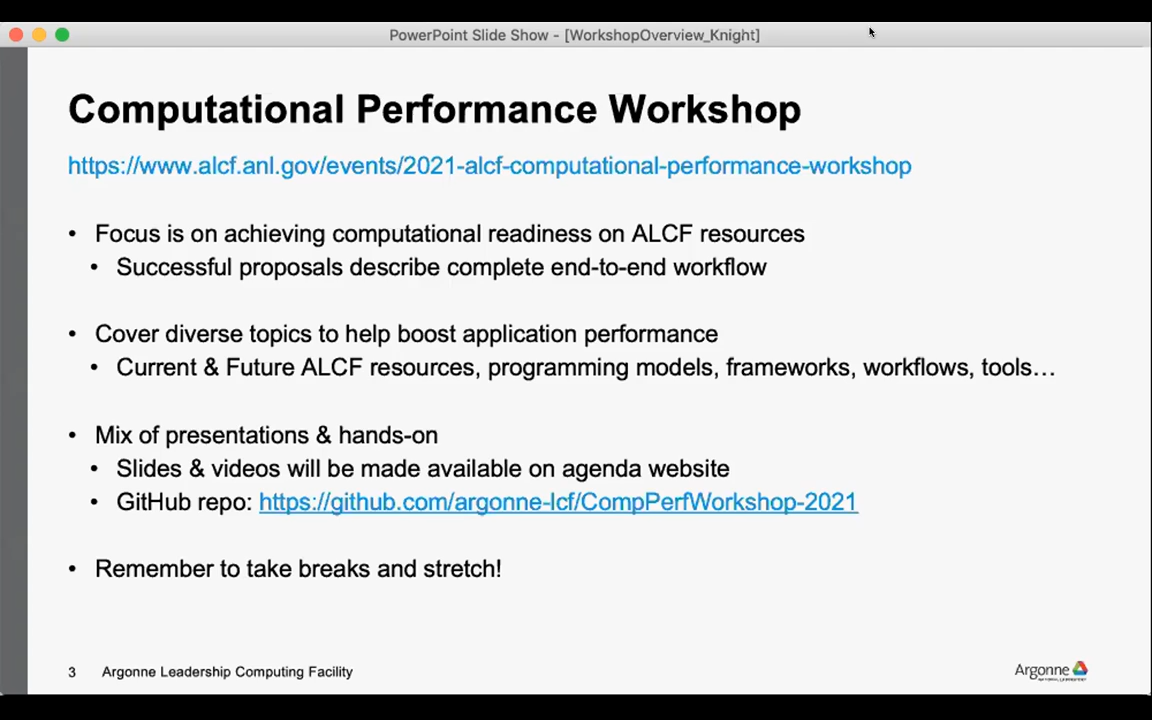 PowerPoint Slide Show - [WorkshopOverview_Knight]
Computational Performance Workshop
https://www.alcf.anl.gov/events/2021-alcf-computational-performance-workshop
• Focus is on achieving computational readiness on ALCF resources
• Successful proposals describe complete end-to-end workflow
• Cover diverse topics to help boost application performance
• Current & Future ALCF resources, programming models, frameworks, workflows, tools…
• Mix of presentations & hands-on
• Slides & videos will be made available on agenda website
• GitHub repo: https://github.com/argonne-lcf/CompPerfWorkshop-2021
• Remember to take breaks and stretch!
3 Argonne Leadership Computing Facility
Argonne